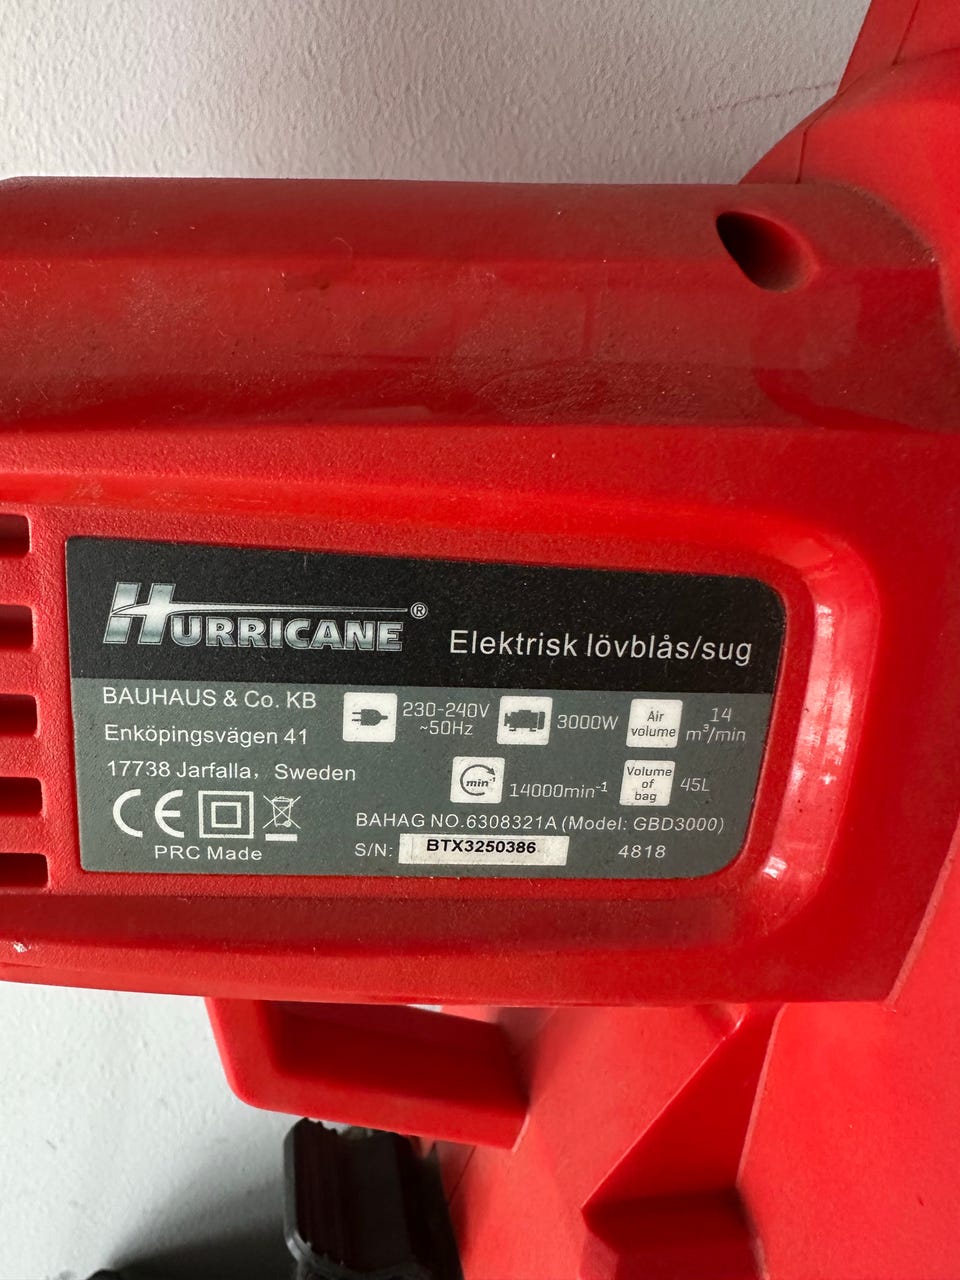 HURRICANE® Elektrisk lövblås/sug
BAUHAUS & Co. KB
Enköpingsvägen 41
17738 Jarfalla, Sweden
230-240V
~50Hz
3000W
Air
volume
14
m³/min
min⁻¹
14000min⁻¹
Volume
of
bag
45L
BAHAG NO.6308321A (Model: GBD3000)
S/N: BTX3250386
4818
CE
PRC Made